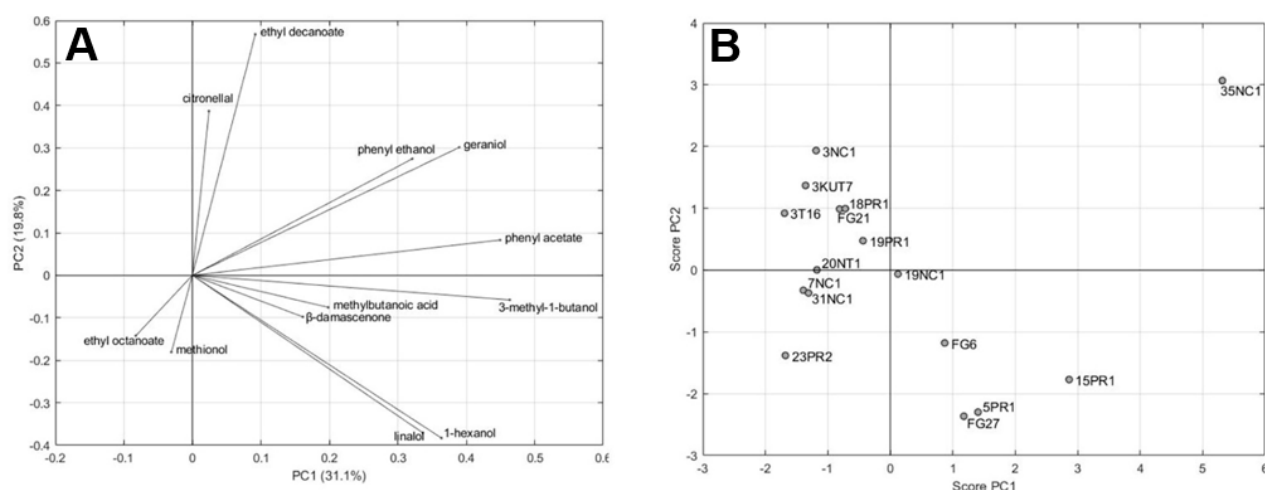 A
0.6
0.5
0.4
0.3
0.2
0.1
0
-0.1
-0.2
-0.3
-0.4
PC2 (19.8%)
ethyl decanoate
citronellal
phenyl ethanol
geraniol
phenyl acetate
methylbutanoic acid
3-methyl-1-butanol
β-damascenone
ethyl octanoate
methionol
linalol
1-hexanol
-0.2 -0.1 0 0.1 0.2 0.3 0.4 0.5 0.6
PC1 (31.1%)
B
4
3
2
1
0
-1
-2
-3
Score PC2
35NC1
3NC1
3KUT7
3T16
18PR1
FG21
19PR1
20NT1
19NC1
7NC1
31NC1
FG6
23PR2
15PR1
5PR1
FG27
-3 -2 -1 0 1 2 3 4 5 6
Score PC1